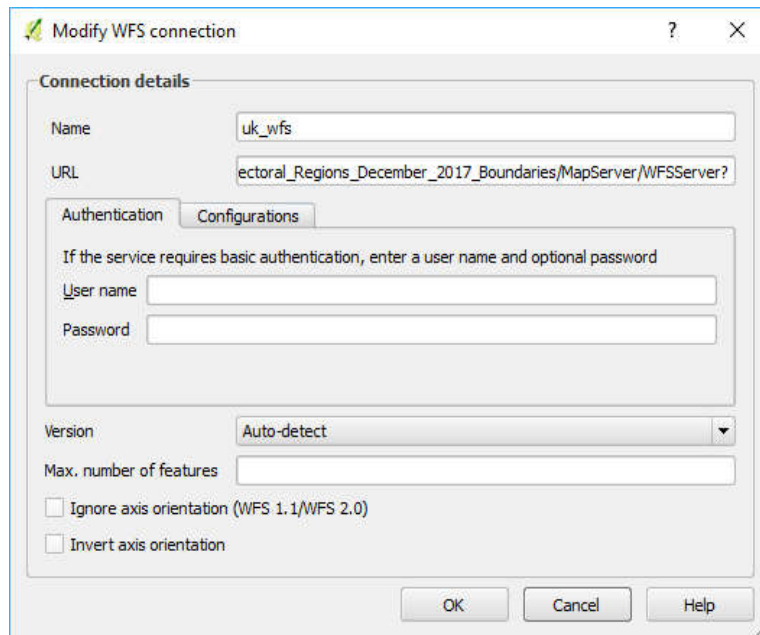 Modify WFS connection ? X
Connection details
Name uk_wfs
URL ectoral_Regions_December_2017_Boundaries/MapServer/WFSServer?
Authentication Configurations
If the service requires basic authentication, enter a user name and optional password
User name
Password
Version Auto-detect
Max. number of features
Ignore axis orientation (WFS 1.1/WFS 2.0)
Invert axis orientation
OK Cancel Help